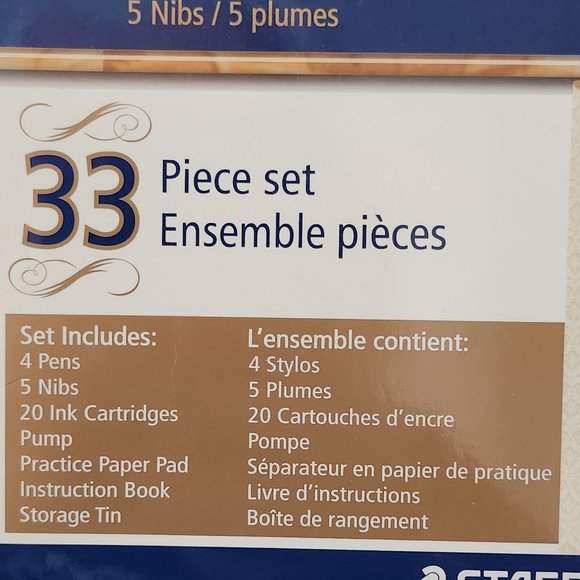 5 Nibs / 5 plumes
33 Piece set
Ensemble pièces
Set Includes:
4 Pens
5 Nibs
20 Ink Cartridges
Pump
Practice Paper Pad
Instruction Book
Storage Tin
L'ensemble contient:
4 Stylos
5 Plumes
20 Cartouches d'encre
Pompe
Séparateur en papier de pratique
Livre d'instructions
Boîte de rangement